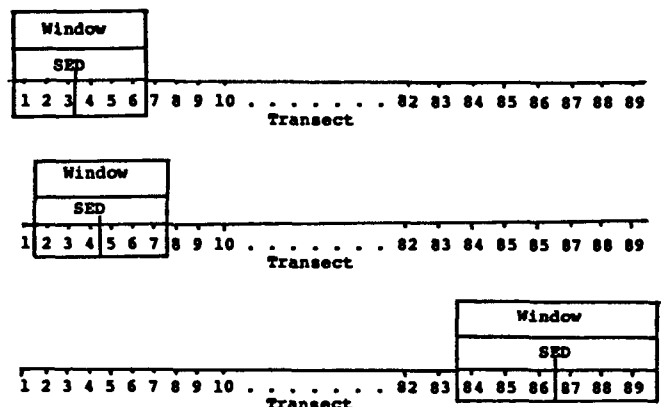 Window
SED
1 2 3 4 5 6 7 8 9 10 . . . . . . . 82 83 84 85 86 87 88 89
Transect
Window
SED
1 2 3 4 5 6 7 8 9 10 . . . . . . . 82 83 84 85 85 87 88 89
Transect
Window
SED
1 2 3 4 5 6 7 8 9 10 . . . . . . . 82 83 84 85 86 87 88 89
Transect